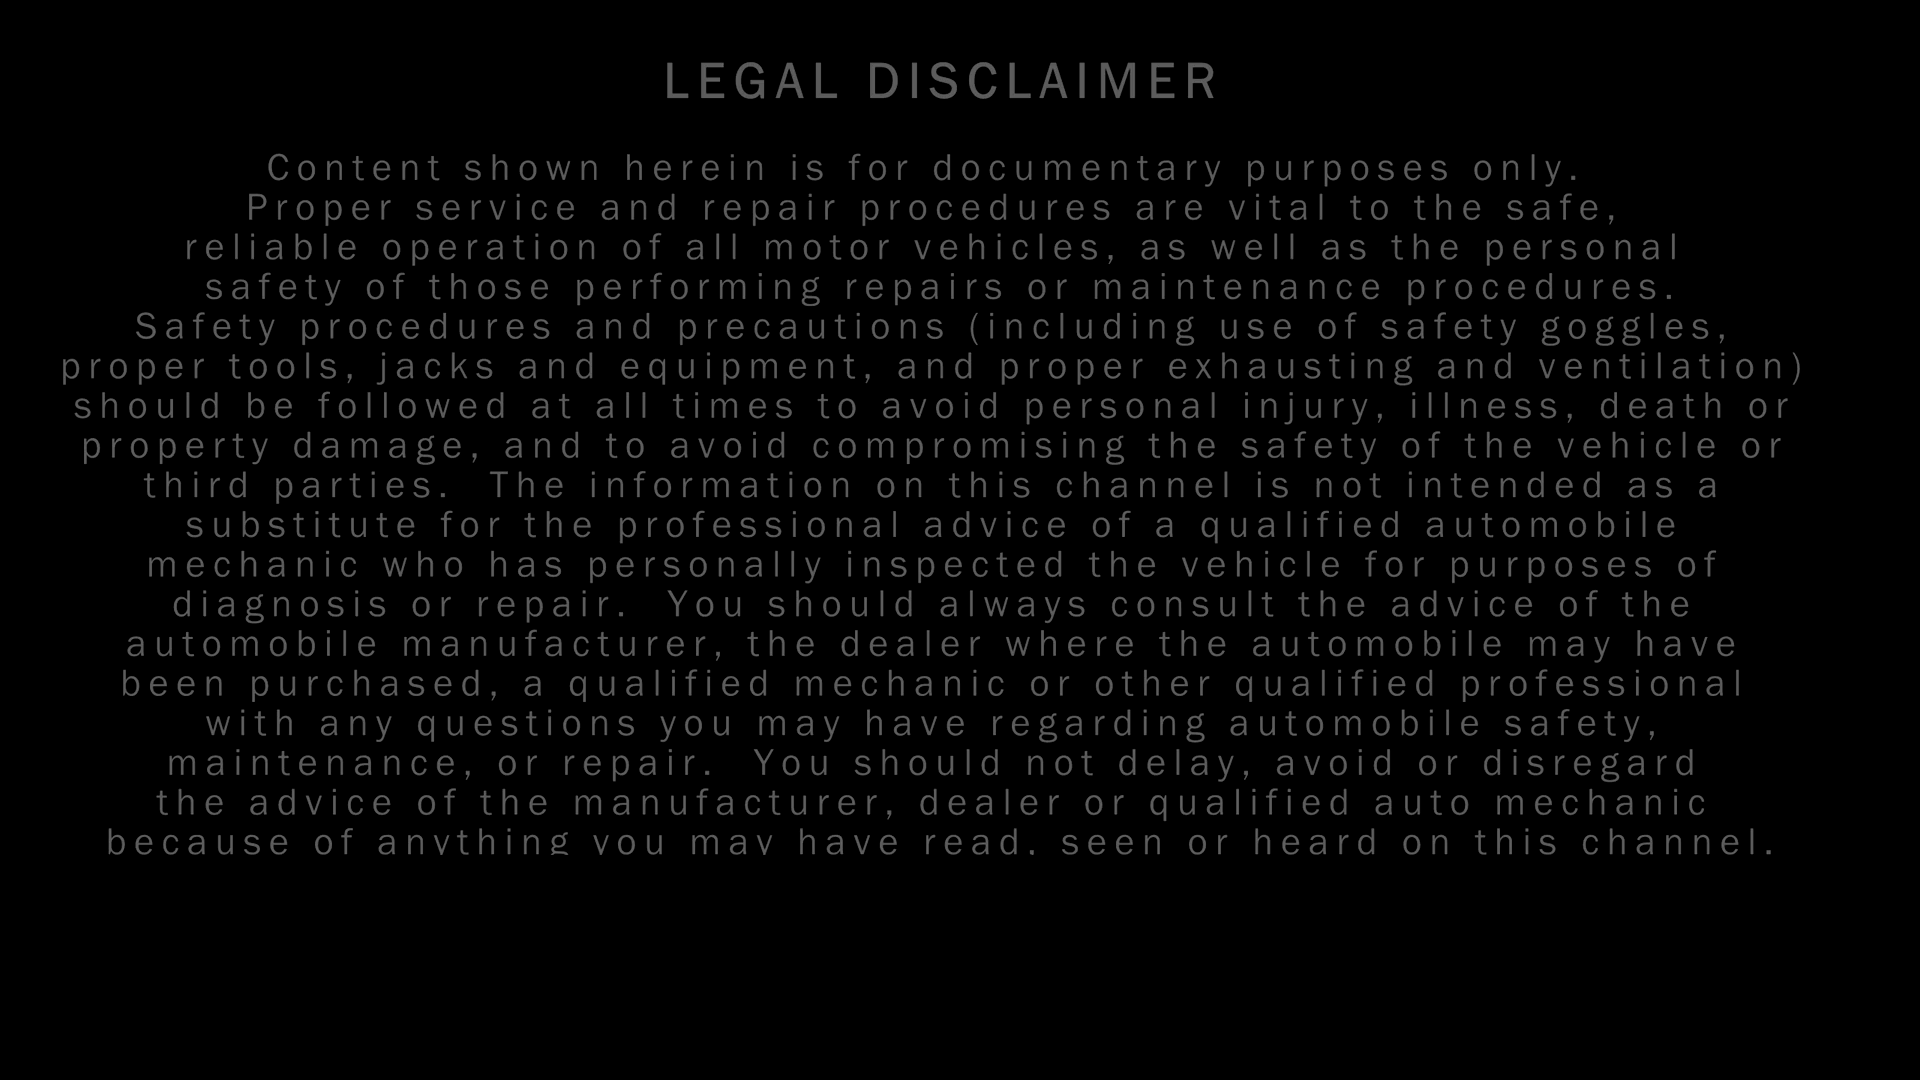 LEGAL DISCLAIMER
Content shown herein is for documentary purposes only.
Proper service and repair procedures are vital to the safe,
reliable operation of all motor vehicles, as well as the personal
safety of those performing repairs or maintenance procedures.
Safety procedures and precautions (including use of safety goggles,
proper tools, jacks and equipment, and proper exhausting and ventilation)
should be followed at all times to avoid personal injury, illness, death or
property damage, and to avoid compromising the safety of the vehicle or
third parties.  The information on this channel is not intended as a
substitute for the professional advice of a qualified automobile
mechanic who has personally inspected the vehicle for purposes of
diagnosis or repair.  You should always consult the advice of the
automobile manufacturer, the dealer where the automobile may have
been purchased, a qualified mechanic or other qualified professional
with any questions you may have regarding automobile safety,
maintenance, or repair.  You should not delay, avoid or disregard
the advice of the manufacturer, dealer or qualified auto mechanic
because of anything you may have read, seen or heard on this channel.